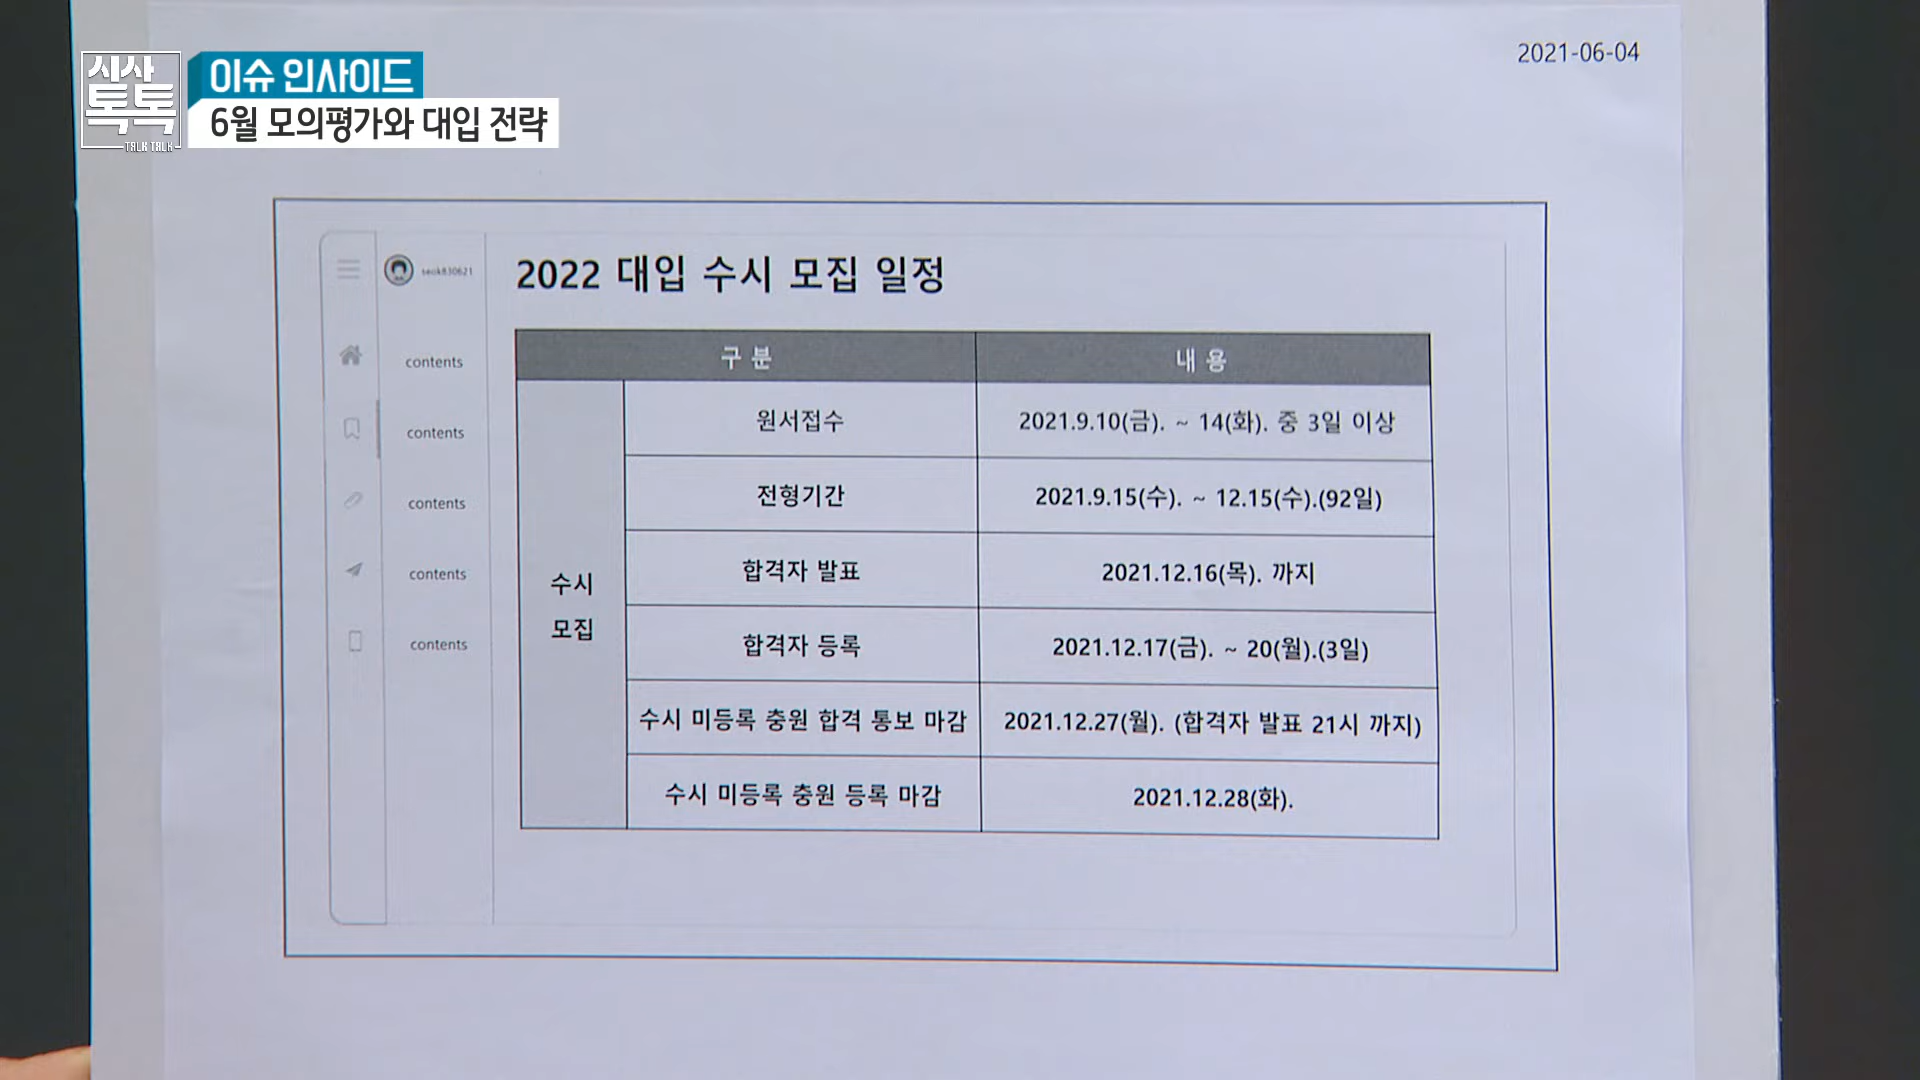 시사
톡톡
TALK TALK
이슈 인사이드
6월 모의평가와 대입 전략
2021-06-04
seok830621
contents
contents
contents
contents
contents
2022 대입 수시 모집 일정
구 분 내 용
수시
모집
원서접수 2021.9.10(금). ~ 14(화). 중 3일 이상
전형기간 2021.9.15(수). ~ 12.15(수).(92일)
합격자 발표 2021.12.16(목). 까지
합격자 등록 2021.12.17(금). ~ 20(월).(3일)
수시 미등록 충원 합격 통보 마감 2021.12.27(월). (합격자 발표 21시 까지)
수시 미등록 충원 등록 마감 2021.12.28(화).